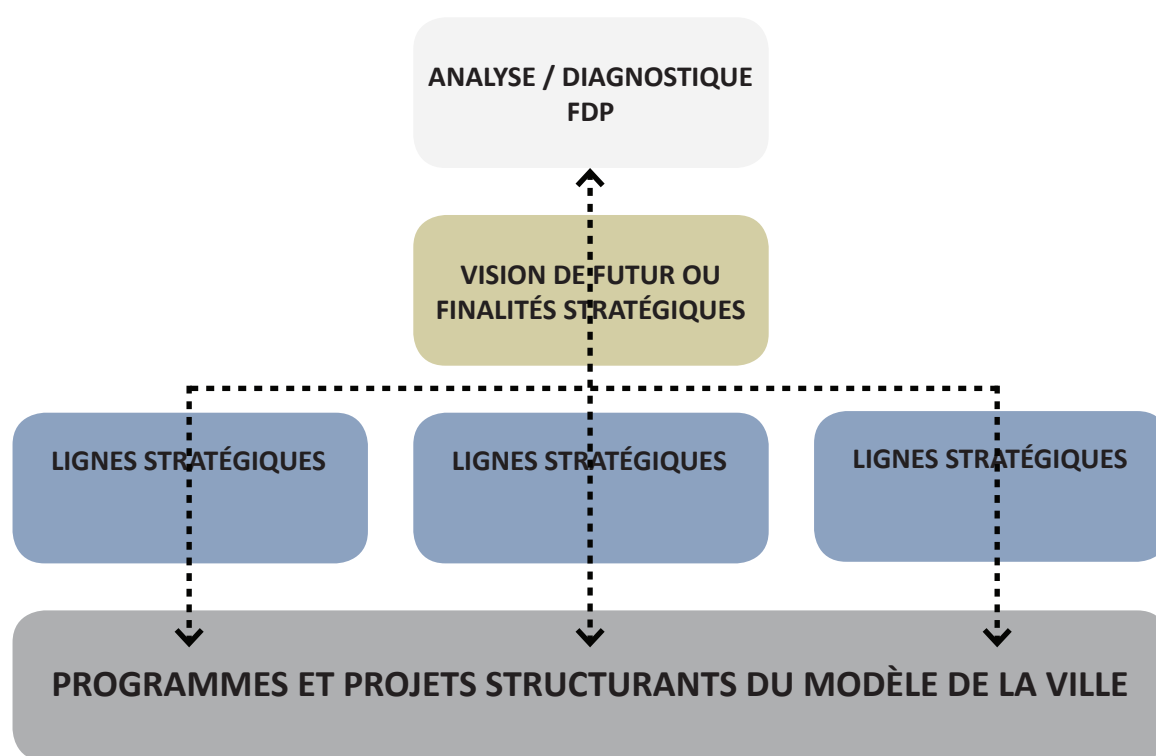 ANALYSE / DIAGNOSTIQUE
FDP
VISION DE FUTUR OU
FINALITÉS STRATÉGIQUES
LIGNES STRATÉGIQUES
LIGNES STRATÉGIQUES
LIGNES STRATÉGIQUES
PROGRAMMES ET PROJETS STRUCTURANTS DU MODÈLE DE LA VILLE